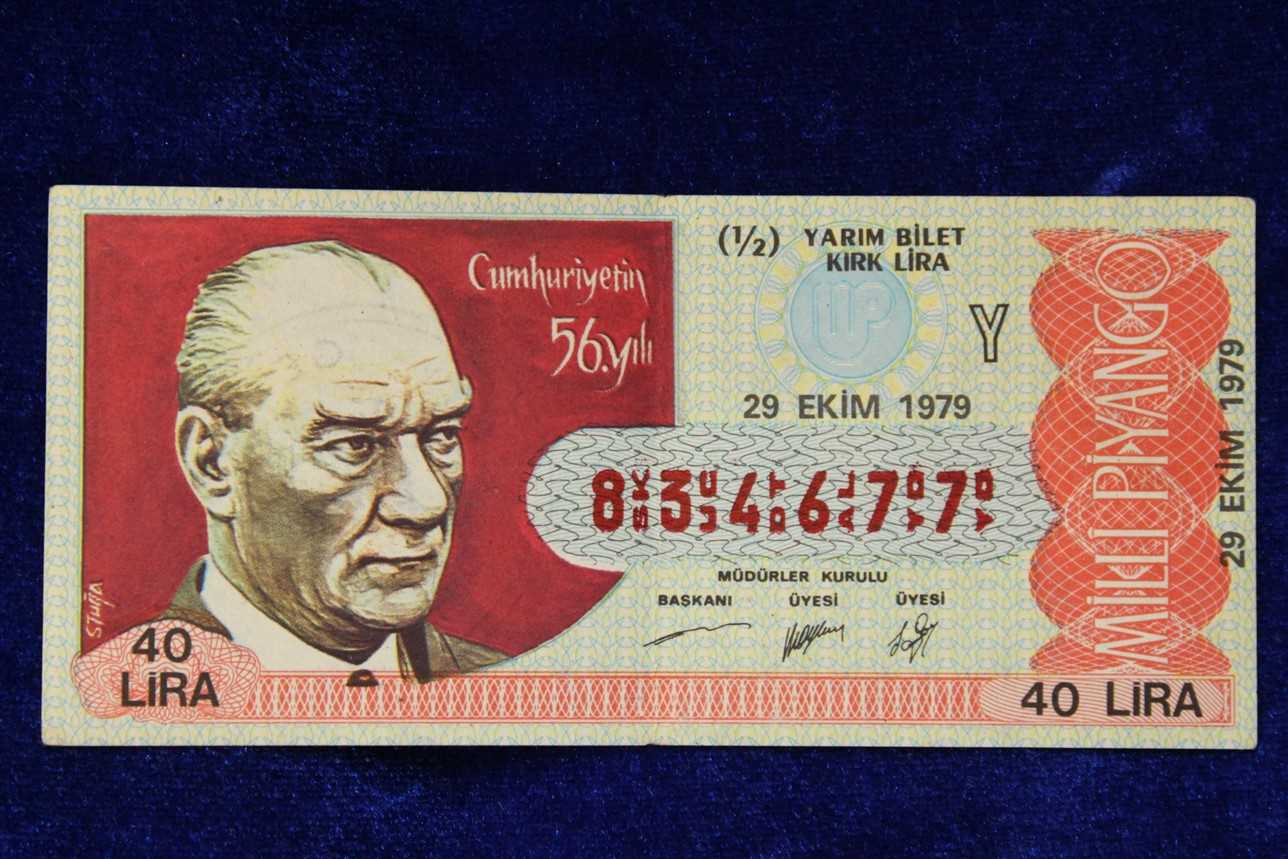 Cumhuriyetin
56.yılı
(1/2) YARIM BİLET
KIRK LİRA
Y
29 EKİM 1979
8 3 4 6 7 7
MÜDÜRLER KURULU
BAŞKANI ÜYESİ ÜYESİ
40
LİRA
40 LİRA
MİLLİ PİYANGO
29 EKİM 1979